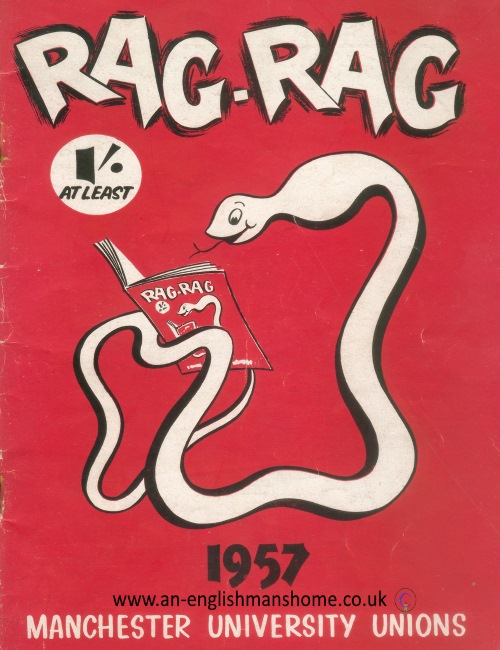 RAG-RAG
1/-
AT LEAST
RAG-RAG
1957
www.an-englishmanshome.co.uk
MANCHESTER UNIVERSITY UNIONS